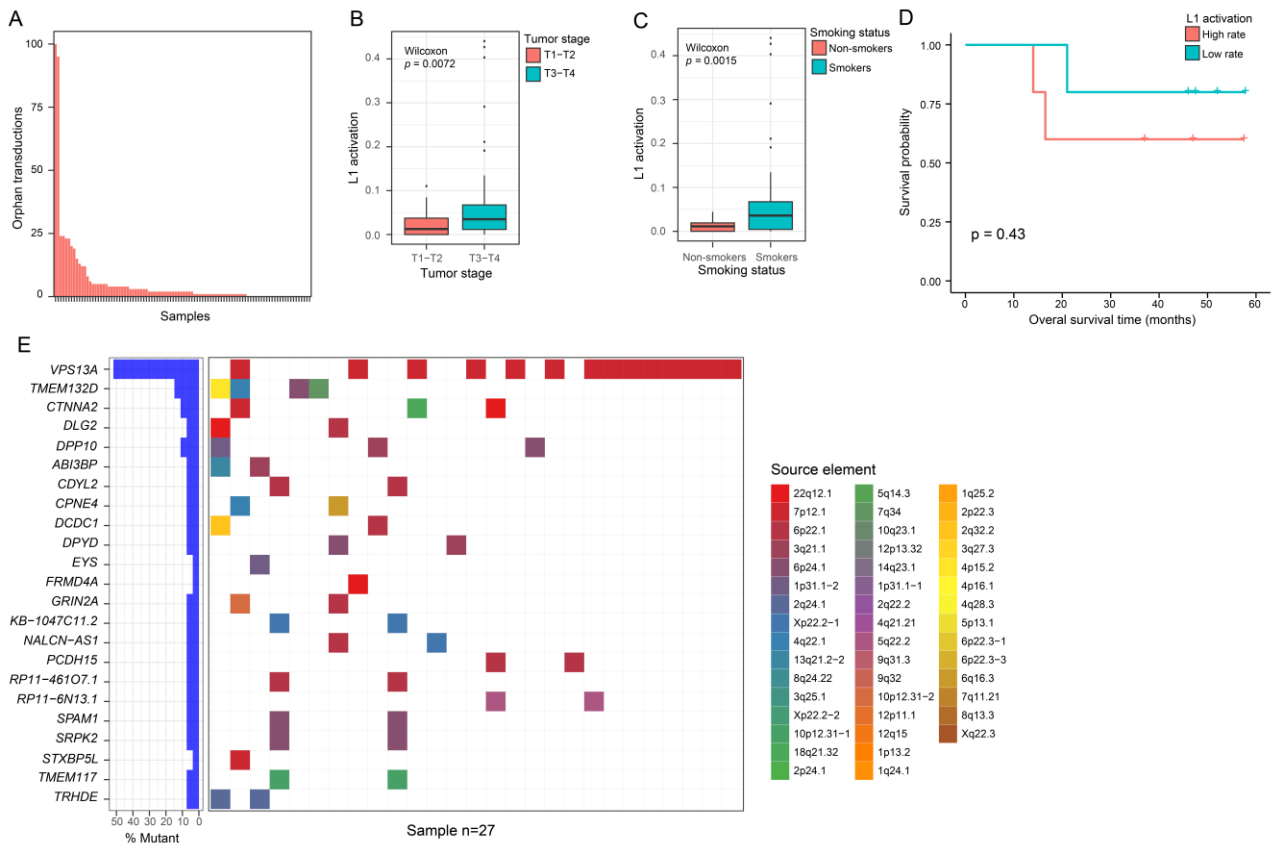 A
100
75
50
25
0
Orphan transductions
Samples
B
Wilcoxon
p = 0.0072
0.4
0.3
0.2
0.1
0.0
L1 activation
T1−T2
T3−T4
Tumor stage
Tumor stage
T1−T2
T3−T4
C
Wilcoxon
p = 0.0015
0.4
0.3
0.2
0.1
0.0
L1 activation
Non−smokers
Smokers
Smoking status
Smoking status
Non−smokers
Smokers
D
L1 activation
High rate
Low rate
1.00
0.75
0.50
0.25
0.00
Survival probability
p = 0.43
0
10
20
30
40
50
60
Overal survival time (months)
E
VPS13A
TMEM132D
CTNNA2
DLG2
DPP10
ABI3BP
CDYL2
CPNE4
DCDC1
DPYD
EYS
FRMD4A
GRIN2A
KB-1047C11.2
NALCN-AS1
PCDH15
RP11-461O7.1
RP11-6N13.1
SPAM1
SRPK2
STXBP5L
TMEM117
TRHDE
50 40 30 20 10 0
% Mutant
Sample n=27
Source element
22q12.1
7p12.1
6p22.1
3q21.1
6p24.1
1p31.1−2
2q24.1
Xp22.2−1
4q22.1
13q21.2−2
8q24.22
3q25.1
Xp22.2−2
10p12.31−1
18q21.32
2p24.1
5q14.3
7q34
10q23.1
12p13.32
14q23.1
1p31.1−1
2q22.2
4q21.21
5q22.2
9q31.3
9q32
10p12.31−2
12p11.1
12q15
1p13.2
1q24.1
1q25.2
2p22.3
2q32.2
3q27.3
4p15.2
4p16.1
4q28.3
5p13.1
6p22.3−1
6p22.3−3
6q16.3
7q11.21
8q13.3
Xq22.3